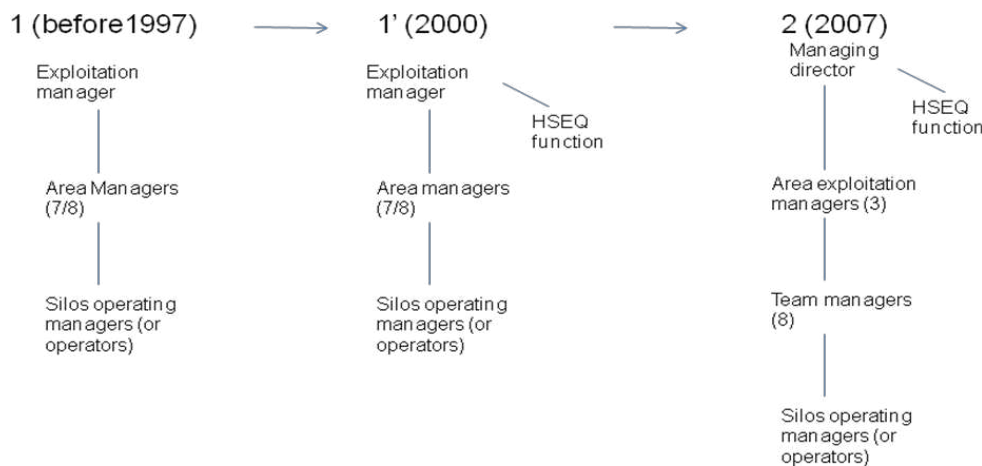 1 (before1997)
Exploitation
manager
Area Managers
(7/8)
Silos operating
managers (or
operators)
1’ (2000)
Exploitation
manager
HSEQ
function
Area managers
(7/8)
Silos operating
managers (or
operators)
2 (2007)
Managing
director
HSEQ
function
Area exploitation
managers (3)
Team managers
(8)
Silos operating
managers (or
operators)